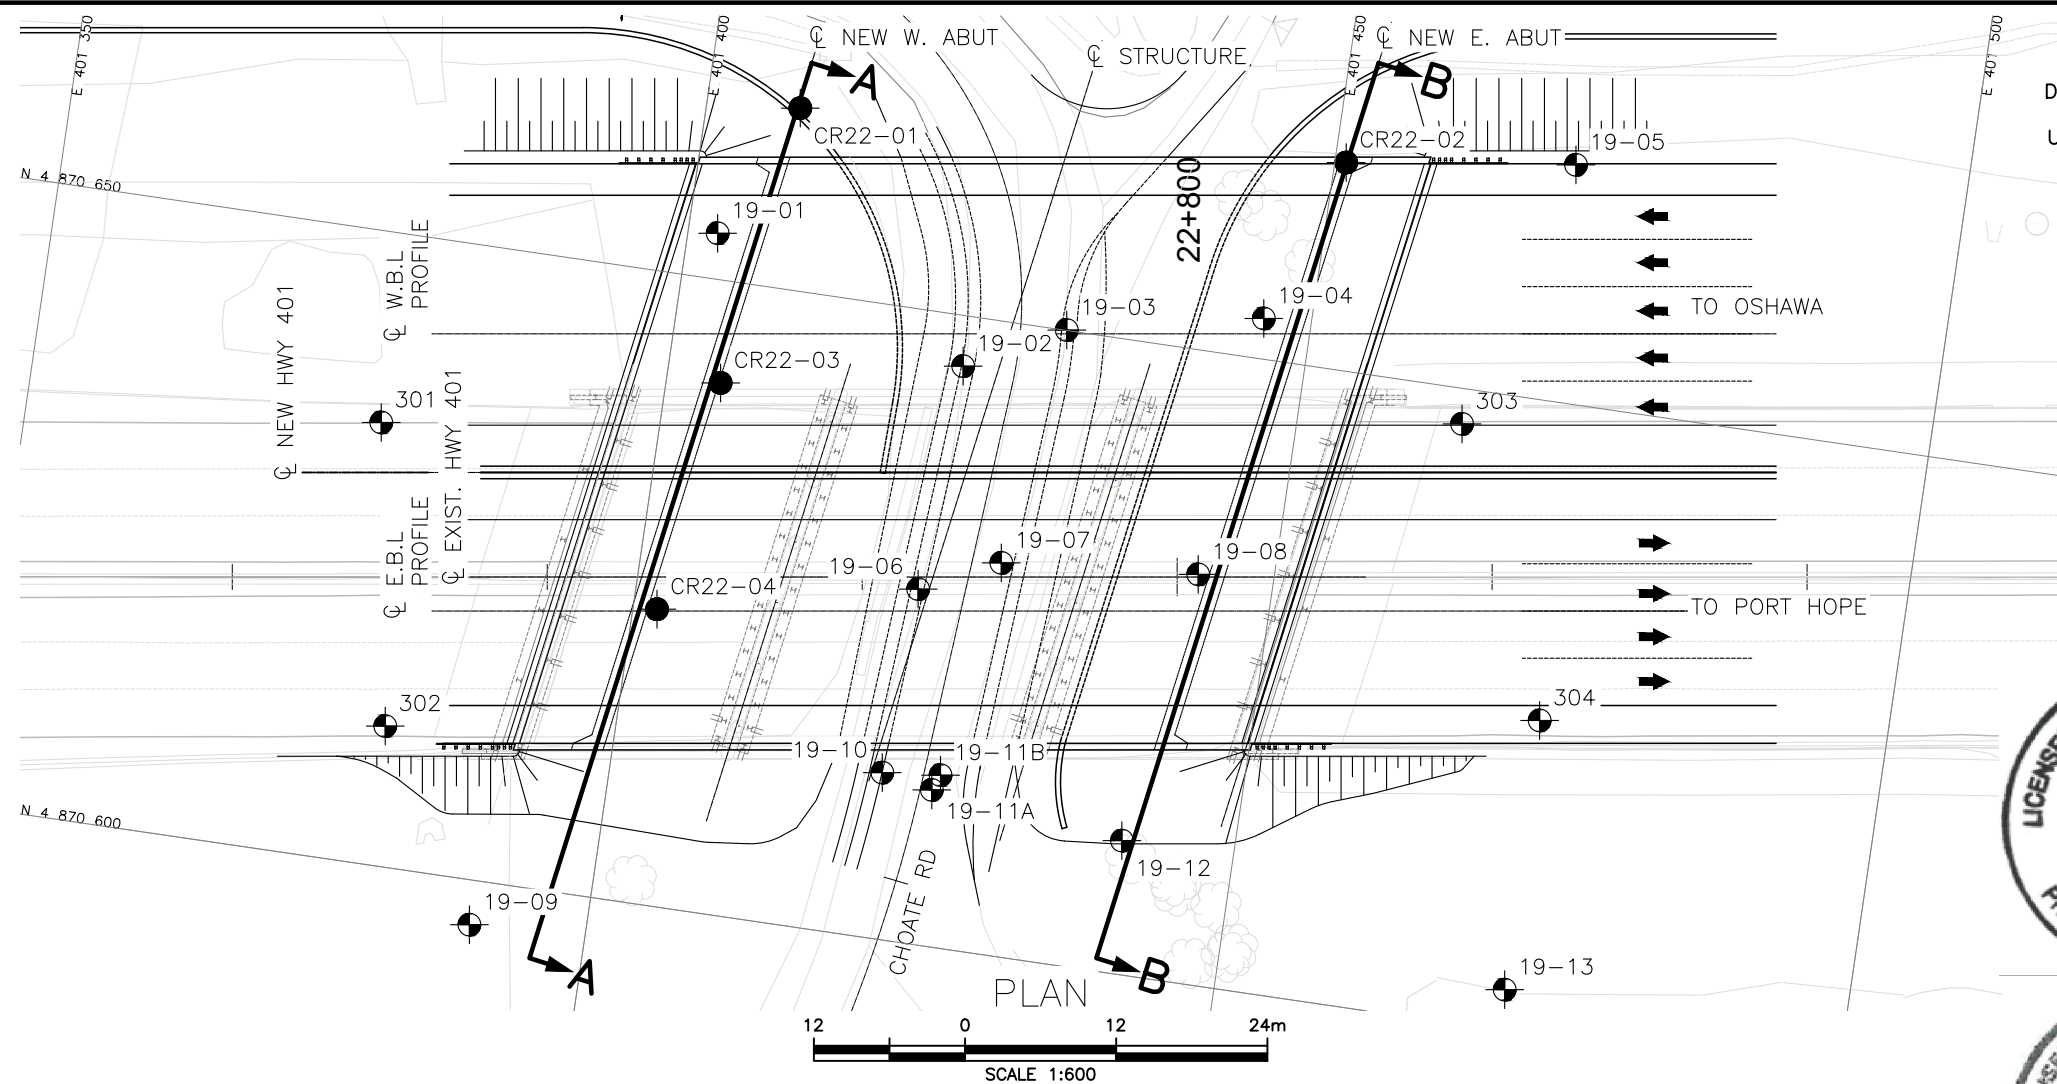 E 401 350
E 401 400
℄ NEW W. ABUT
℄ STRUCTURE
E 401 450
℄ NEW E. ABUT
E 401 500
A
B
D
U
CR22-01
CR22-02
19-05
N 4 870 650
19-01
22+800
℄ W.B.L
PROFILE
19-04
19-03
TO OSHAWA
19-02
℄ NEW HWY 401
CR22-03
301
303
℄ EXIST. HWY 401
℄ E.B.L
PROFILE
19-07
19-08
19-06
CR22-04
TO PORT HOPE
302
304
19-10
19-11B
19-11A
N 4 870 600
19-12
CHOATE RD
19-09
A
B
19-13
PLAN
12 0 12 24m
SCALE 1:600